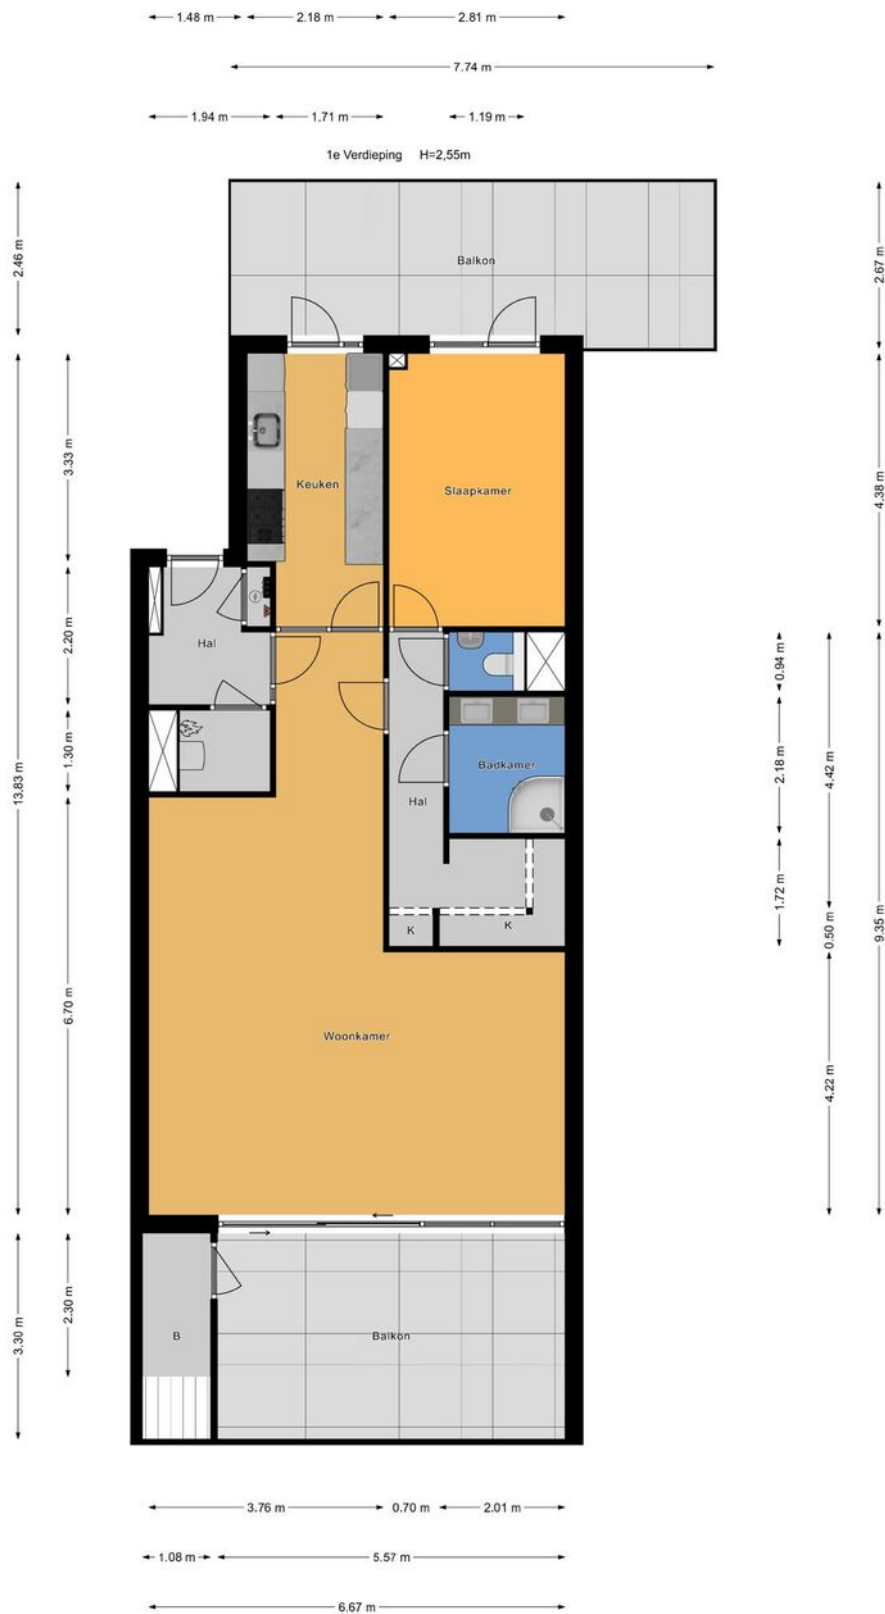 1.48 m
2.18 m
2.81 m
7.74 m
1.94 m
1.71 m
1.19 m
1e Verdieping H=2,55m
2.46 m
2.67 m
Balkon
3.33 m
4.38 m
Keuken
Slaapkamer
2.20 m
Hal
0.94 m
1.30 m
13.83 m
2.18 m
4.42 m
Badkamer
Hal
1.72 m
0.50 m
9.35 m
K
K
6.70 m
Woonkamer
4.22 m
2.30 m
3.30 m
B
Balkon
3.76 m
0.70 m
2.01 m
1.08 m
5.57 m
6.67 m